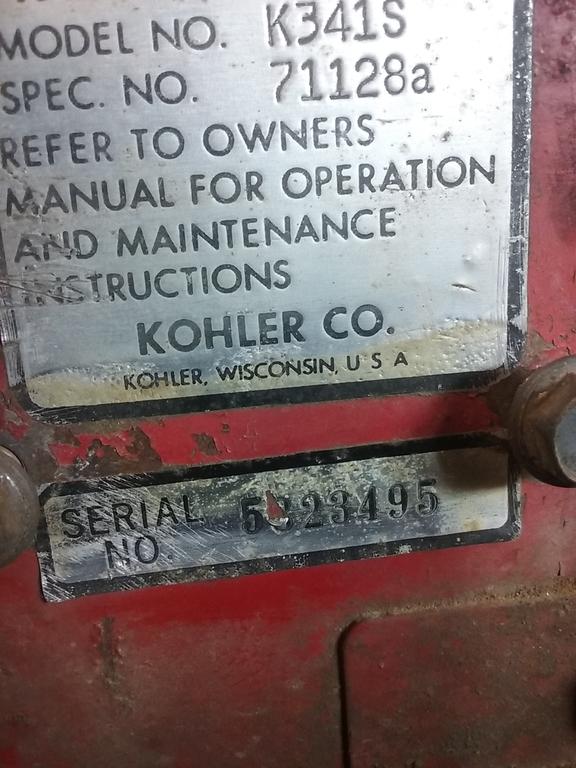 MODEL NO. K341S
SPEC. NO. 71128a
REFER TO OWNERS
MANUAL FOR OPERATION
AND MAINTENANCE
INSTRUCTIONS
KOHLER CO.
KOHLER, WISCONSIN, U S A
SERIAL
NO.